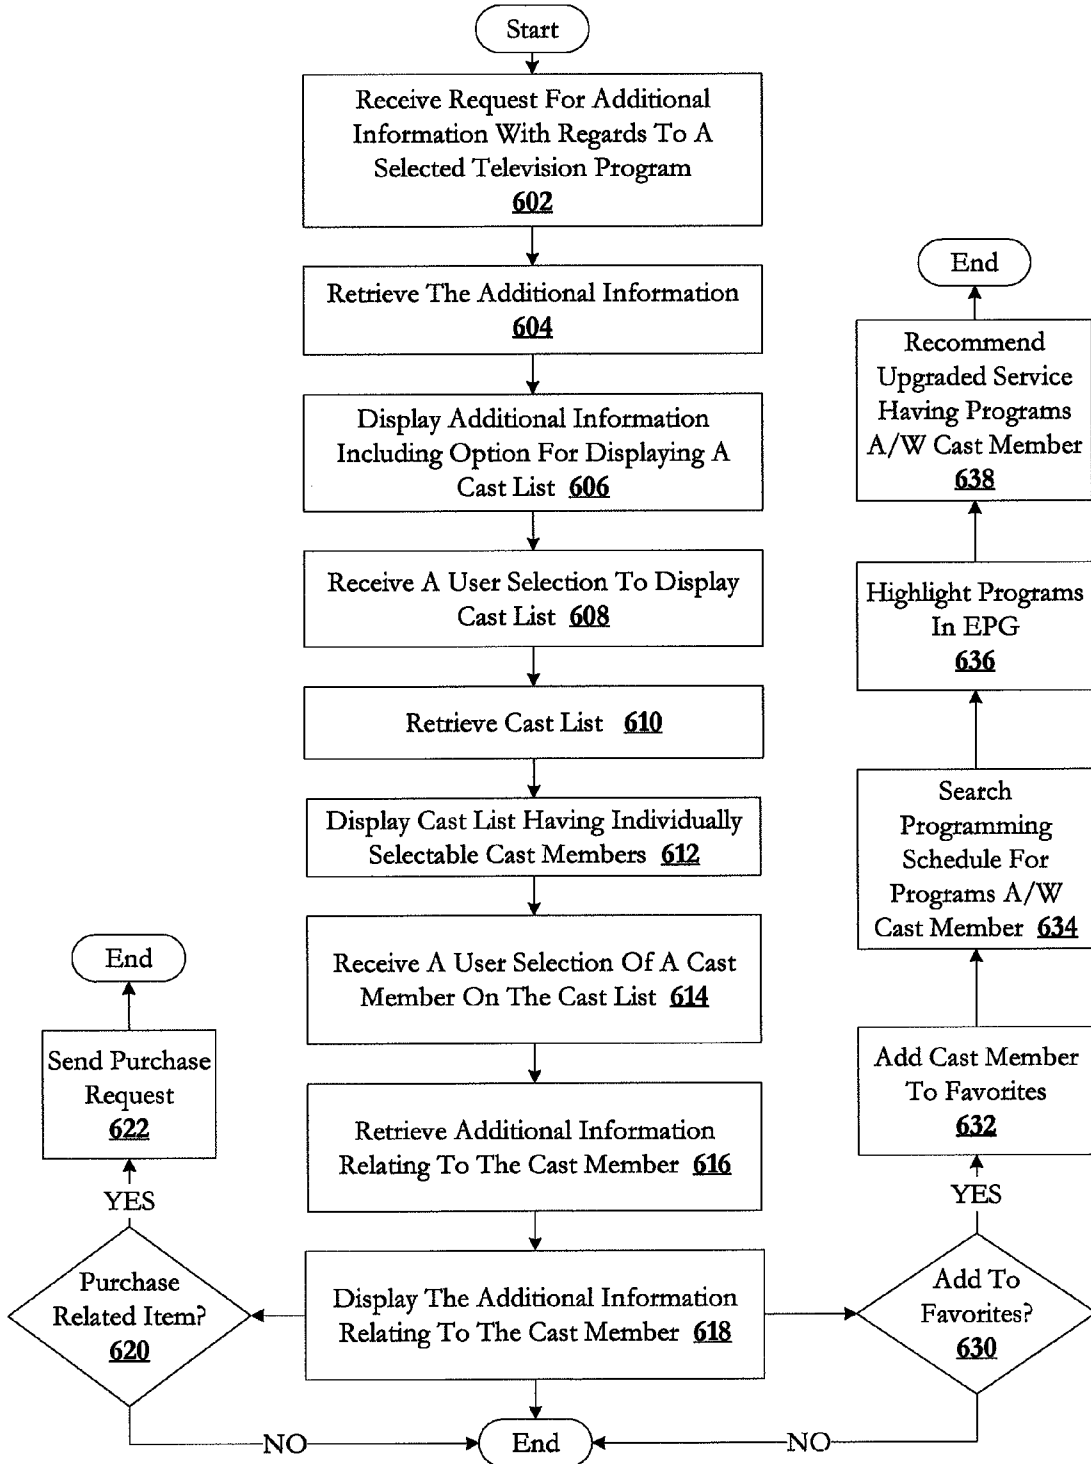 Start
Receive Request For Additional
Information With Regards To A
Selected Television Program
602
Retrieve The Additional Information
604
Display Additional Information
Including Option For Displaying A
Cast List 606
Receive A User Selection To Display
Cast List 608
Retrieve Cast List 610
Display Cast List Having Individually
Selectable Cast Members 612
Receive A User Selection Of A Cast
Member On The Cast List 614
Retrieve Additional Information
Relating To The Cast Member 616
Display The Additional Information
Relating To The Cast Member 618
End
Purchase
Related Item?
620
YES
NO
Send Purchase
Request
622
End
Add To
Favorites?
630
YES
NO
Add Cast Member
To Favorites
632
Search
Programming
Schedule For
Programs A/W
Cast Member 634
Highlight Programs
In EPG
636
Recommend
Upgraded Service
Having Programs
A/W Cast Member
638
End